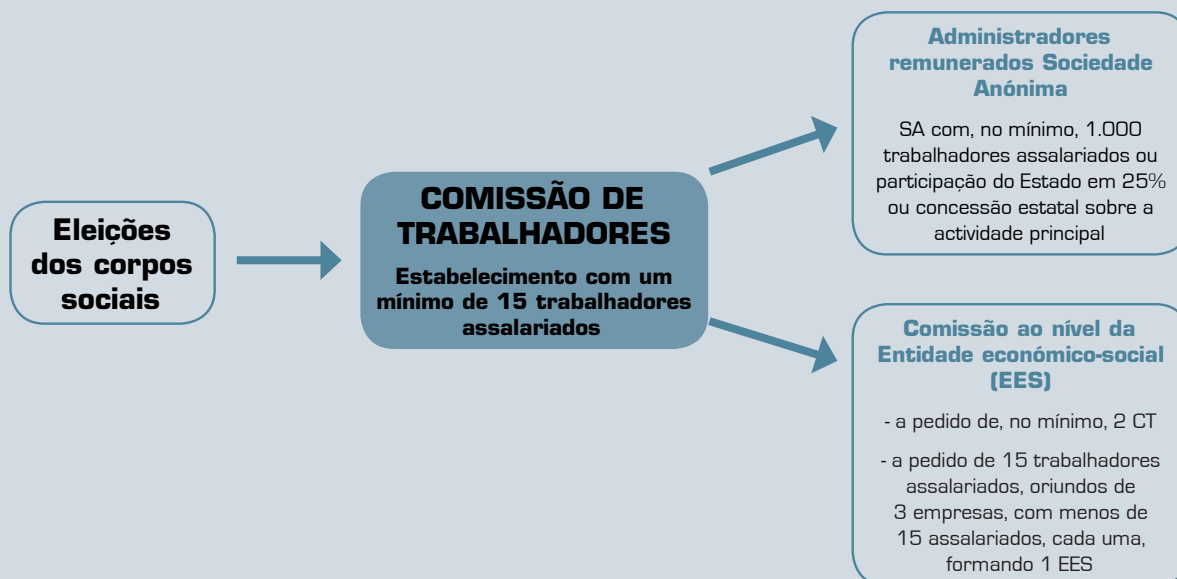 Eleições
dos corpos
sociais
COMISSÃO DE
TRABALHADORES
Estabelecimento com um
mínimo de 15 trabalhadores
assalariados
Administradores
remunerados Sociedade
Anónima
SA com, no mínimo, 1.000
trabalhadores assalariados ou
participação do Estado em 25%
ou concessão estatal sobre a
actividade principal
Comissão ao nível da
Entidade económico-social
(EES)
- a pedido de, no mínimo, 2 CT
- a pedido de 15 trabalhadores
assalariados, oriundos de
3 empresas, com menos de
15 assalariados, cada uma,
formando 1 EES